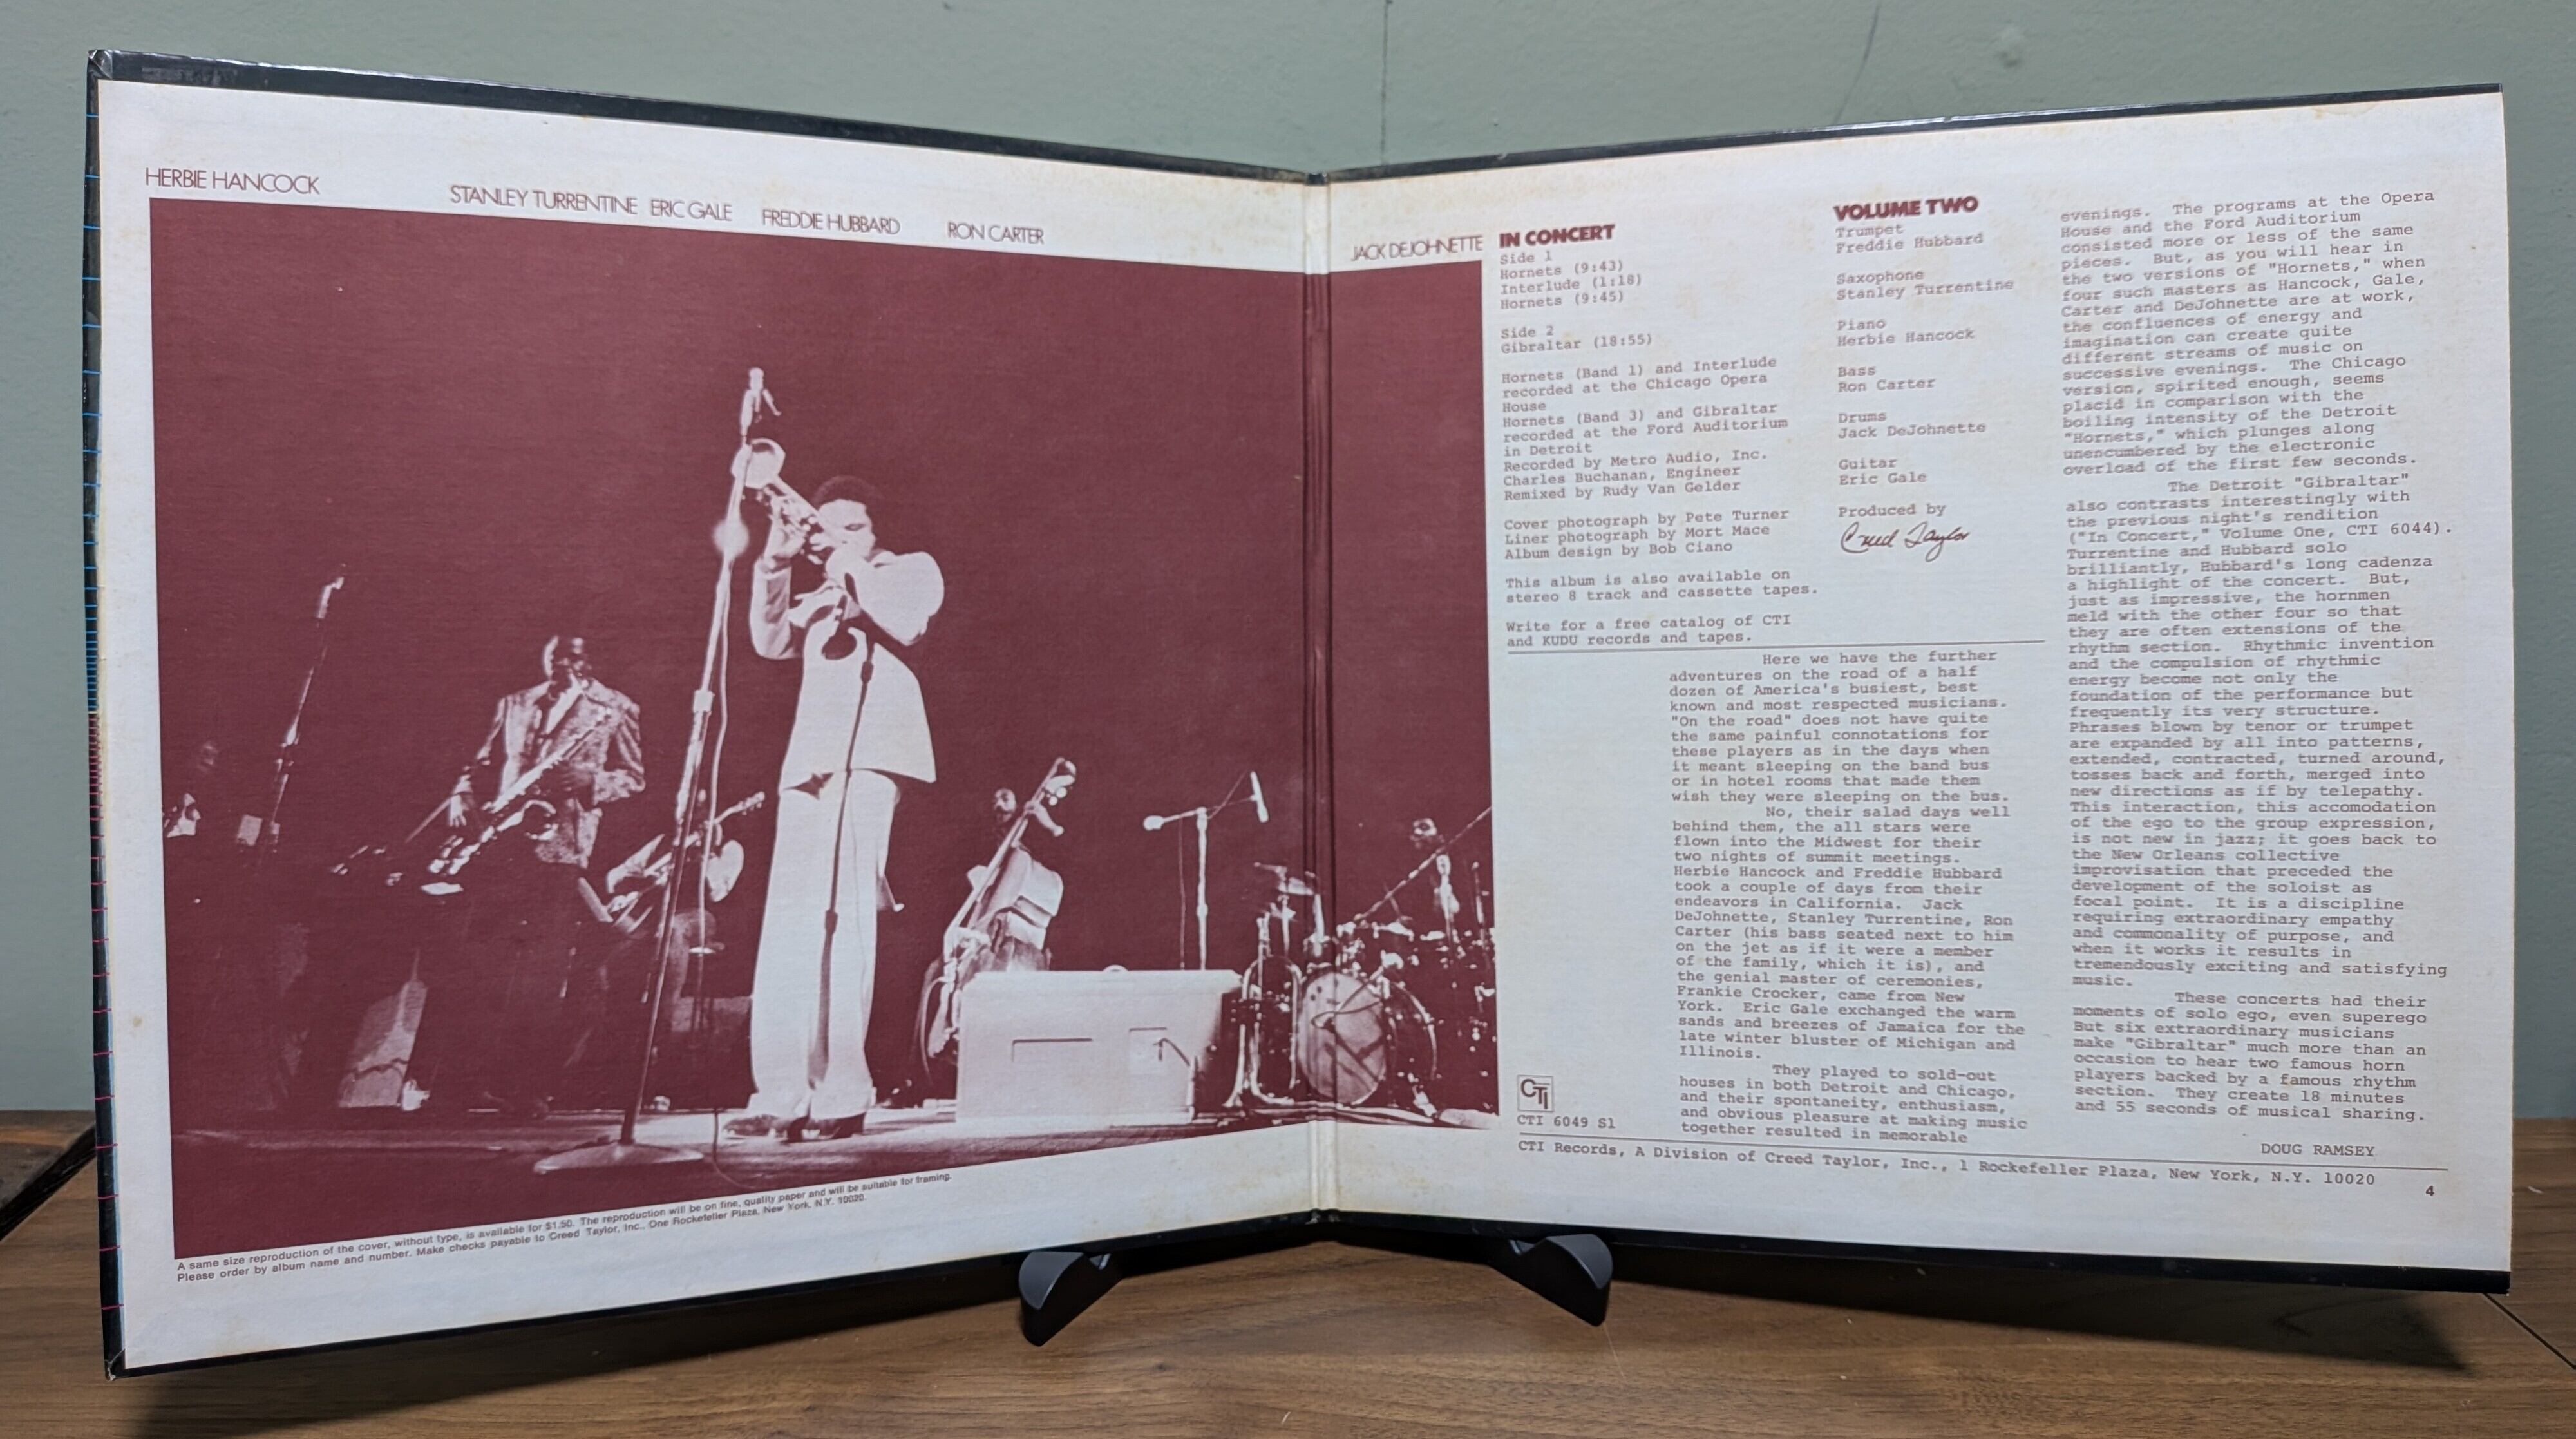 HERBIE HANCOCK
STANLEY TURRENTINE
ERIC GALE
FREDDIE HUBBARD
RON CARTER
JACK DEJOHNETTE
A same size reproduction of the cover, without type, is available for $1.50. The reproduction will be on fine, quality paper and will be suitable for framing.
Please order by album name and number. Make checks payable to Creed Taylor, Inc., One Rockefeller Plaza, New York, N.Y. 10020.
IN CONCERT
Side 1
Hornets (9:43)
Interlude (1:18)
Hornets (9:45)
Side 2
Gibraltar (18:55)
Hornets (Band 1) and Interlude
recorded at the Chicago Opera
House
Hornets (Band 3) and Gibraltar
recorded at the Ford Auditorium
in Detroit
Recorded by Metro Audio, Inc.
Charles Buchanan, Engineer
Remixed by Rudy Van Gelder
Cover photograph by Pete Turner
Liner photograph by Mort Mace
Album design by Bob Ciano
This album is also available on
stereo 8 track and cassette tapes.
Write for a free catalog of CTI
and KUDU records and tapes.
VOLUME TWO
Trumpet
Freddie Hubbard
Saxophone
Stanley Turrentine
Piano
Herbie Hancock
Bass
Ron Carter
Drums
Jack DeJohnette
Guitar
Eric Gale
Produced by
Creed Taylor
Here we have the further
adventures on the road of a half
dozen of America's busiest, best
known and most respected musicians.
"On the road" does not have quite
the same painful connotations for
these players as in the days when
it meant sleeping on the band bus
or in hotel rooms that made them
wish they were sleeping on the bus.
No, their salad days well
behind them, the all stars were
flown into the Midwest for their
two nights of summit meetings.
Herbie Hancock and Freddie Hubbard
took a couple of days from their
endeavors in California. Jack
DeJohnette, Stanley Turrentine, Ron
Carter (his bass seated next to him
on the jet as if it were a member
of the family, which it is), and
the genial master of ceremonies,
Frankie Crocker, came from New
York. Eric Gale exchanged the warm
sands and breezes of Jamaica for the
late winter bluster of Michigan and
Illinois.
They played to sold-out
houses in both Detroit and Chicago,
and their spontaneity, enthusiasm,
and obvious pleasure at making music
together resulted in memorable
evenings. The programs at the Opera
House and the Ford Auditorium
consisted more or less of the same
pieces. But, as you will hear in
the two versions of "Hornets," when
four such masters as Hancock, Gale,
Carter and DeJohnette are at work,
the confluences of energy and
imagination can create quite
different streams of music on
successive evenings. The Chicago
version, spirited enough, seems
placid in comparison with the
boiling intensity of the Detroit
"Hornets," which plunges along
unencumbered by the electronic
overload of the first few seconds.
The Detroit "Gibraltar"
also contrasts interestingly with
the previous night's rendition
("In Concert," Volume One, CTI 6044).
Turrentine and Hubbard solo
brilliantly, Hubbard's long cadenza
a highlight of the concert. But,
just as impressive, the hornmen
meld with the other four so that
they are often extensions of the
rhythm section. Rhythmic invention
and the compulsion of rhythmic
energy become not only the
foundation of the performance but
frequently its very structure.
Phrases blown by tenor or trumpet
are expanded by all into patterns,
extended, contracted, turned around,
tosses back and forth, merged into
new directions as if by telepathy.
This interaction, this accomodation
of the ego to the group expression,
is not new in jazz; it goes back to
the New Orleans collective
improvisation that preceded the
development of the soloist as
focal point. It is a discipline
requiring extraordinary empathy
and commonality of purpose, and
when it works it results in
tremendously exciting and satisfying
music.
These concerts had their
moments of solo ego, even superego
But six extraordinary musicians
make "Gibraltar" much more than an
occasion to hear two famous horn
players backed by a famous rhythm
section. They create 18 minutes
and 55 seconds of musical sharing.
DOUG RAMSEY
CTI
CTI 6049 S1
CTI Records, A Division of Creed Taylor, Inc., 1 Rockefeller Plaza, New York, N.Y. 10020
4